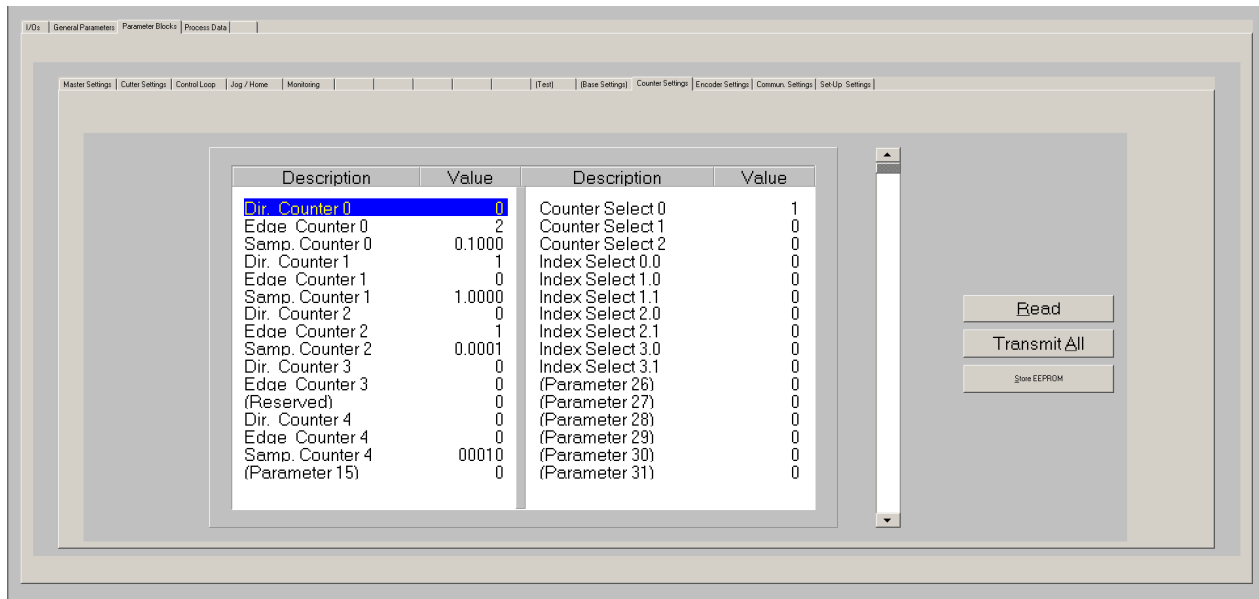 I/Os General Parameters Parameter Blocks Process Data
Master Settings Cutter Settings Control Loop Jog / Home Monitoring (Test) (Base Settings) Counter Settings Encoder Settings Commun. Settings Set-Up Settings
Description Value Description Value
Dir. Counter 0 0 Counter Select 0 1
Edge Counter 0 2 Counter Select 1 0
Samp. Counter 0 0.1000 Counter Select 2 0
Dir. Counter 1 1 Index Select 0.0 0
Edge Counter 1 0 Index Select 1.0 0
Samp. Counter 1 1.0000 Index Select 1.1 0
Dir. Counter 2 0 Index Select 2.0 0
Edge Counter 2 1 Index Select 2.1 0
Samp. Counter 2 0.0001 Index Select 3.0 0
Dir. Counter 3 0 Index Select 3.1 0
Edge Counter 3 0 (Parameter 26) 0
(Reserved) 0 (Parameter 27) 0
Dir. Counter 4 0 (Parameter 28) 0
Edge Counter 4 0 (Parameter 29) 0
Samp. Counter 4 00010 (Parameter 30) 0
(Parameter 15) 0 (Parameter 31) 0
Read
Transmit All
Store EEPROM